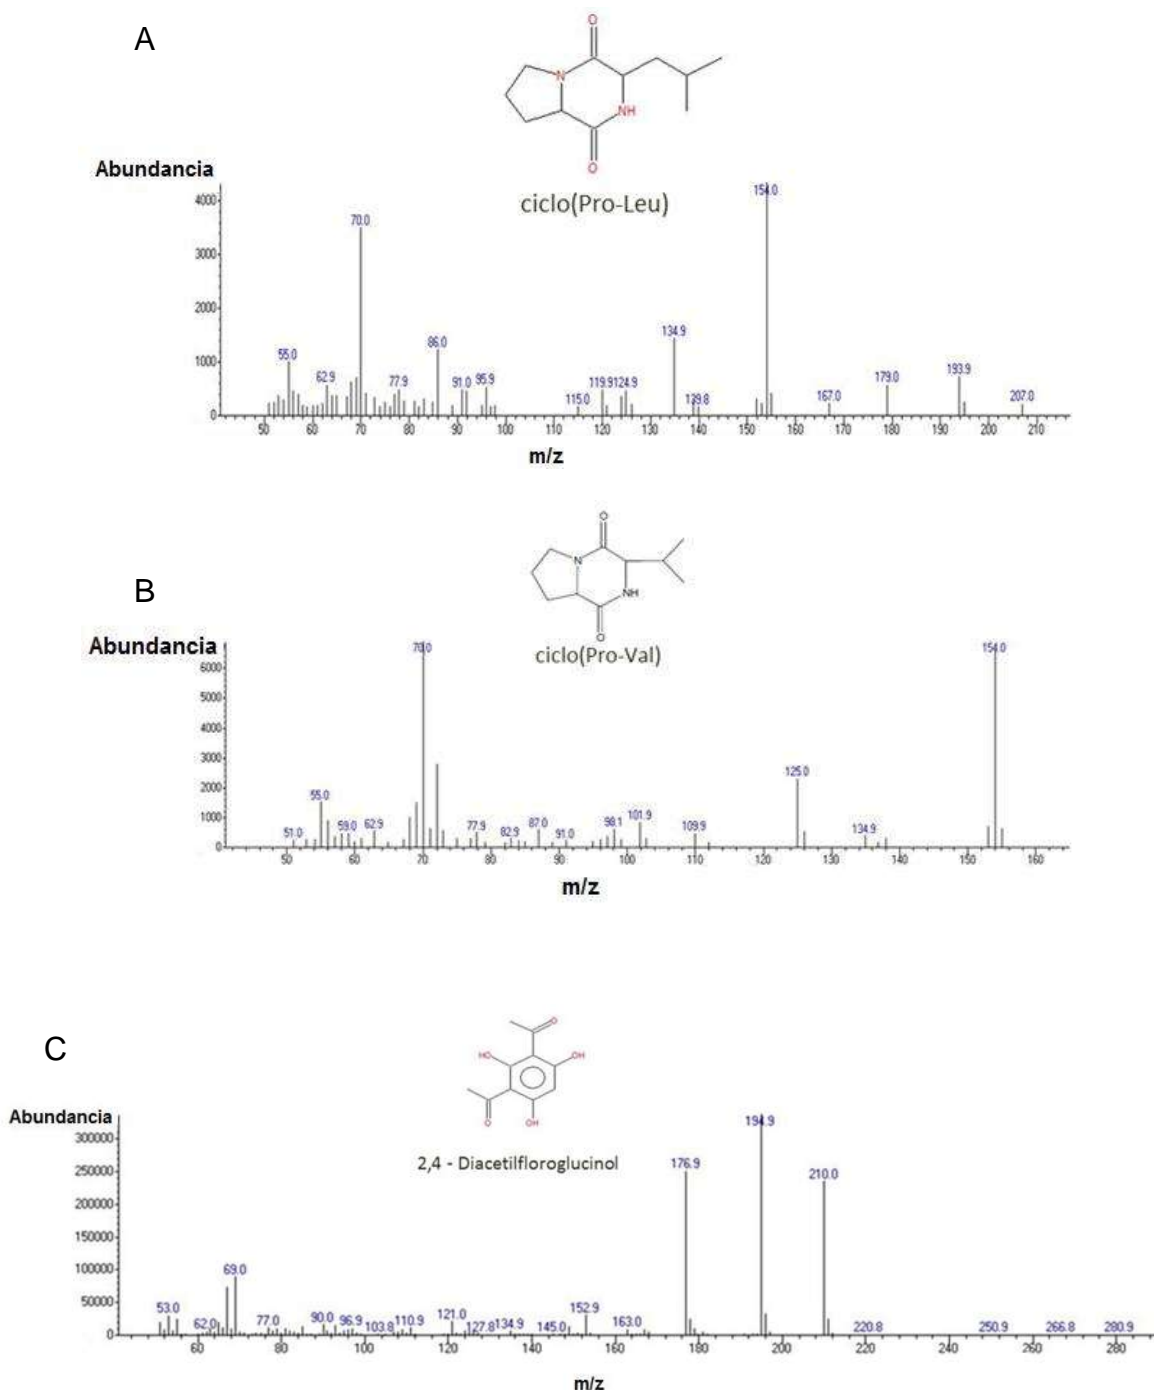 A
O
N
NH
O
ciclo(Pro-Leu)
Abundancia
4000
3000
2000
1000
0
55.0
62.9
70.0
77.9
86.0
91.0
95.9
115.0
119.9
124.9
134.9
139.8
154.0
167.0
179.0
193.9
207.0
50 60 70 80 90 100 110 120 130 140 150 160 170 180 190 200 210
m/z
B
O
N
NH
O
ciclo(Pro-Val)
Abundancia
6000
5000
4000
3000
2000
1000
0
51.0
55.0
59.0
62.9
70.0
77.9
82.9
87.0
91.0
98.1
101.9
109.9
125.0
134.9
154.0
50 60 70 80 90 100 110 120 130 140 150 160
m/z
C
O
HO
OH
O
OH
2,4 - Diacetilfloroglucinol
Abundancia
300000
250000
200000
150000
100000
50000
0
53.0
62.0
69.0
77.0
90.0
96.9
103.8
110.9
121.0
127.8
134.9
145.0
152.9
163.0
176.9
194.9
210.0
220.8
250.9
266.8
280.9
60 80 100 120 140 160 180 200 220 240 260 280
m/z